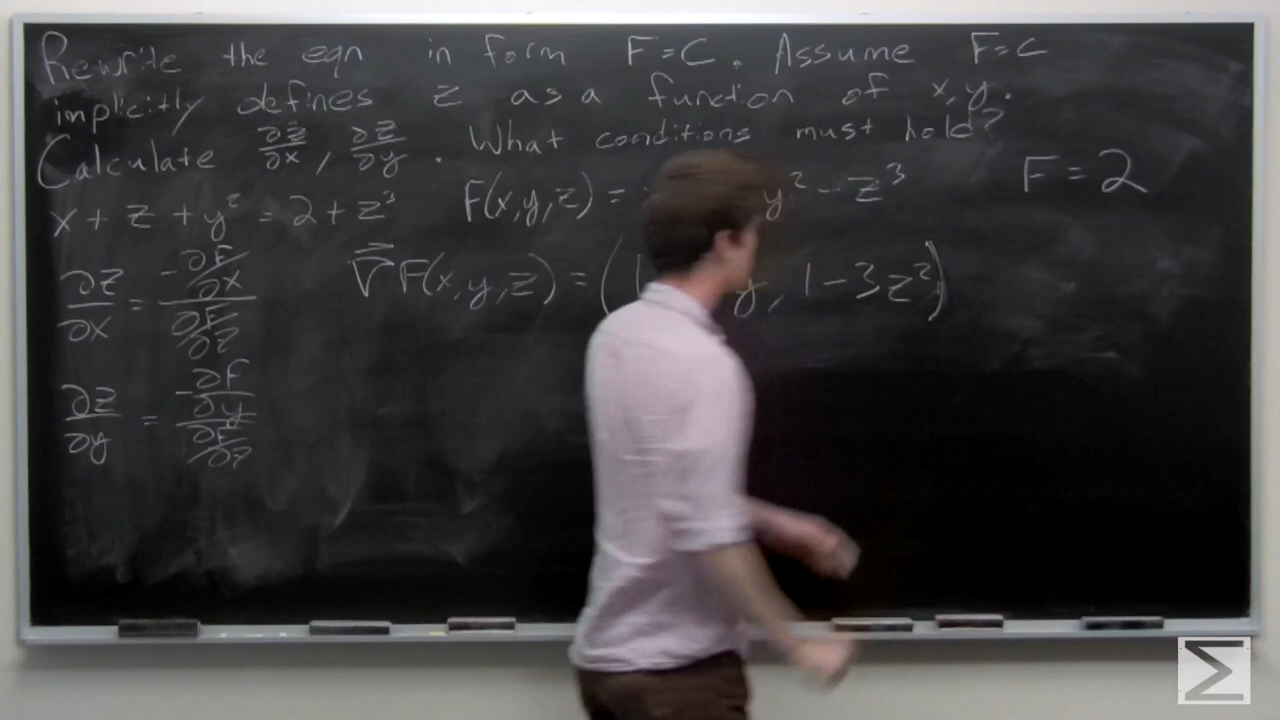 Rewrite the eqn in form F=C. Assume F=C
implicitly defines z as a function of x,y.
Calculate ∂z/∂x, ∂z/∂y. What conditions must hold?
x + z + y² = 2 + z³
F(x,y,z) = y² - z³
F = 2
∂z/∂x = -∂F/∂x / ∂F/∂z
∇F(x,y,z) = (1 y, 1-3z²)
∂z/∂y = -∂F/∂y / ∂F/∂z
Σ